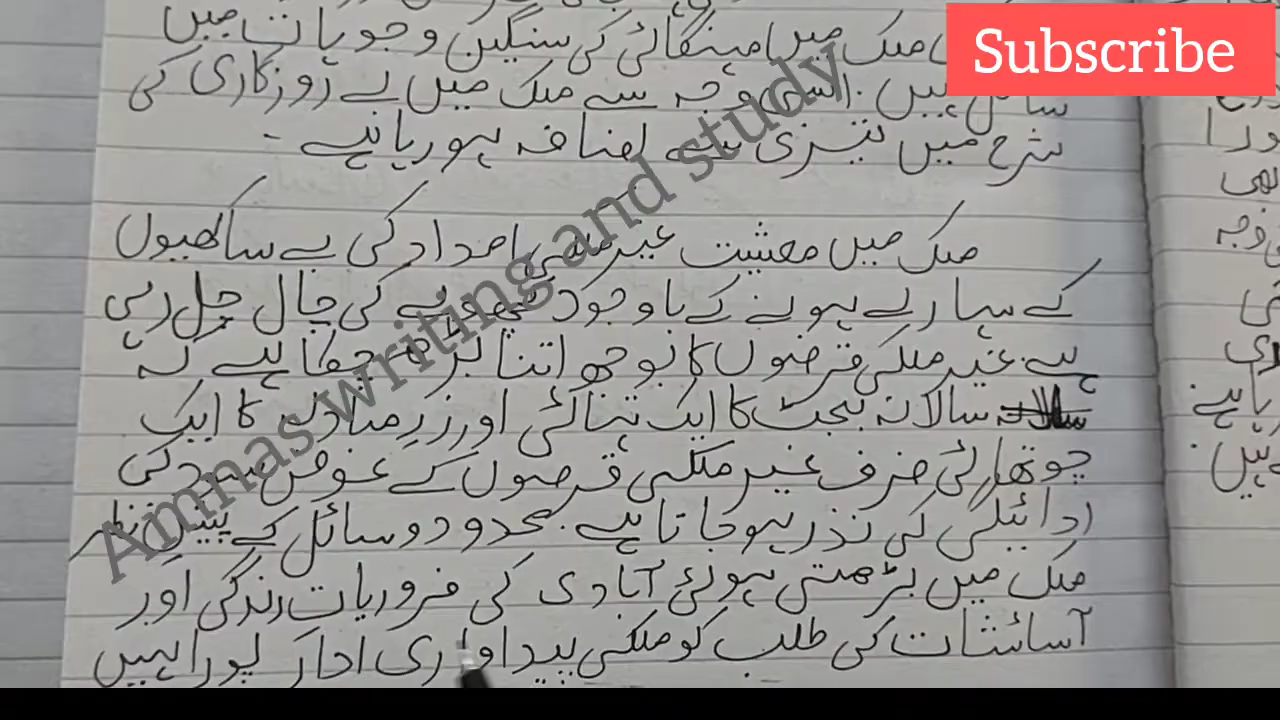 ملک میں مہنگائی کی سنگین وجوہات میں
Subscribe
شامل ہیں۔ اسی وجہ سے ملک میں بے روزگاری کی
شرح میں تیزی سے اضافہ ہو رہا ہے۔
ملک میں معشیت غیر ملکی امداد کی بے ساکھیوں
کے سہارے ہونے کے باوجود کچھوے کی چال چل رہی
ہے۔ غیر ملکی قرضوں کا بوجھ اتنا بڑھ چکا ہے کہ
سالانہ بجٹ کا ایک تہائی اور زرِ مبادلہ کا ایک
چوتھائی صرف غیر ملکی قرضوں کے عوض سود کی
ادائیگی کی نذر ہو جاتا ہے۔ محدود وسائل کے پیش نظر
ملک میں بڑھتی ہوئی آبادی کی ضروریات زندگی اور
آسائشات کی طلب کو ملکی پیداواری ادارے پورا نہیں
Ammas writing and study